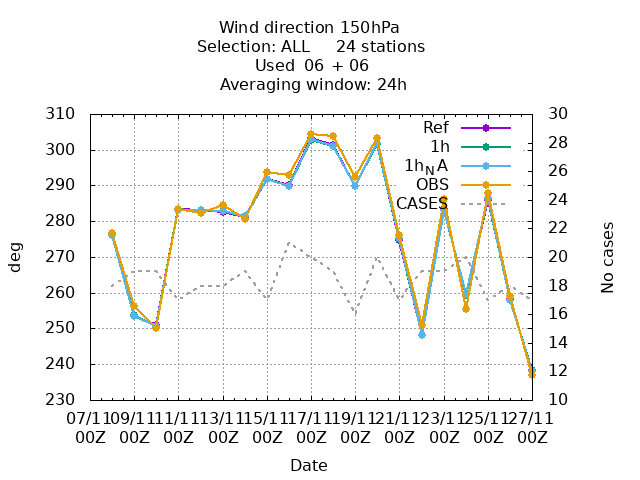 Wind direction 150hPa
Selection: ALL 24 stations
Used 06 + 06
Averaging window: 24h
310
300
290
280
270
260
250
240
230
deg
30
28
26
24
22
20
18
16
14
12
10
No cases
Ref
1h
1hNA
OBS
CASES
07/11 09/11 11/11 13/11 15/11 17/11 19/11 21/11 23/11 25/11 27/11
00Z 00Z 00Z 00Z 00Z 00Z 00Z 00Z 00Z 00Z 00Z
Date